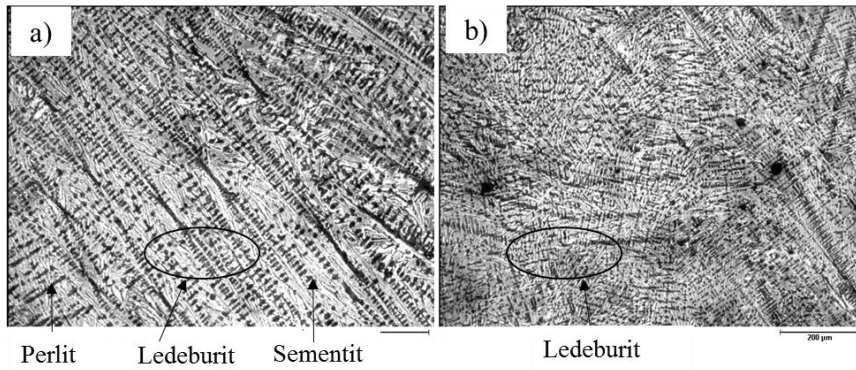 a)
b)
200 µm
Perlit
Ledeburit
Sementit
Ledeburit